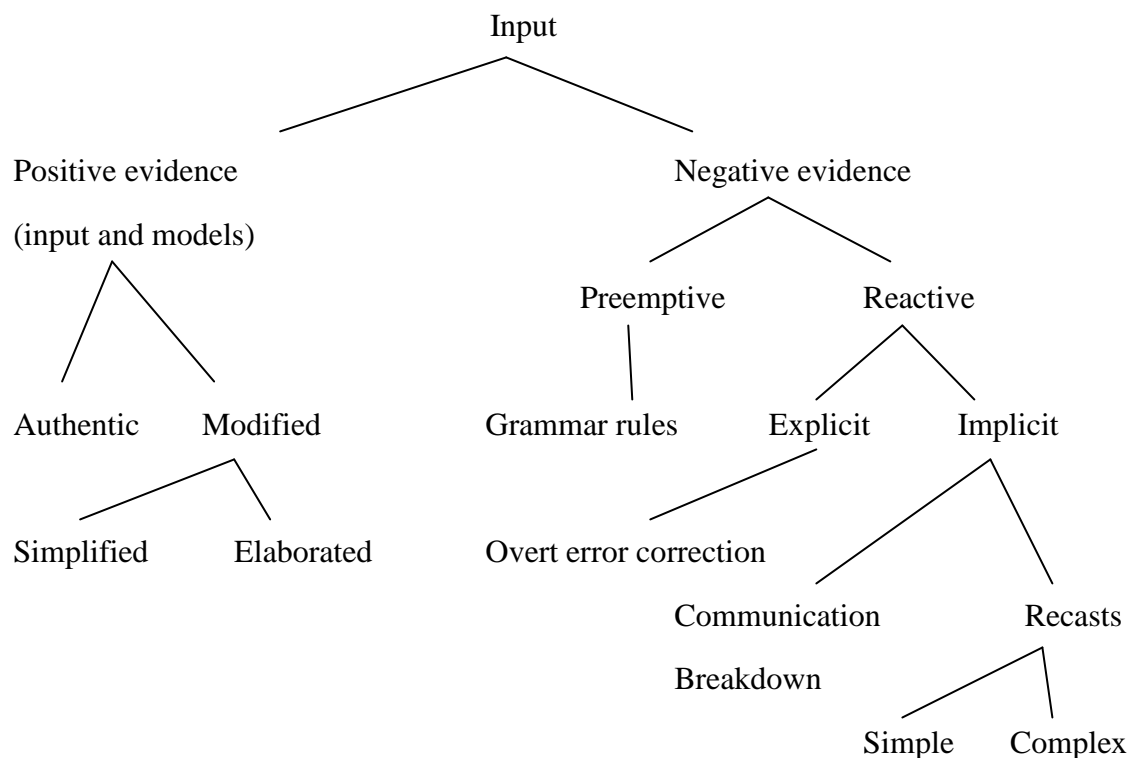 Input
Positive evidence
Negative evidence
(input and models)
Preemptive
Reactive
Authentic
Modified
Grammar rules
Explicit
Implicit
Simplified
Elaborated
Overt error correction
Communication
Recasts
Breakdown
Simple
Complex